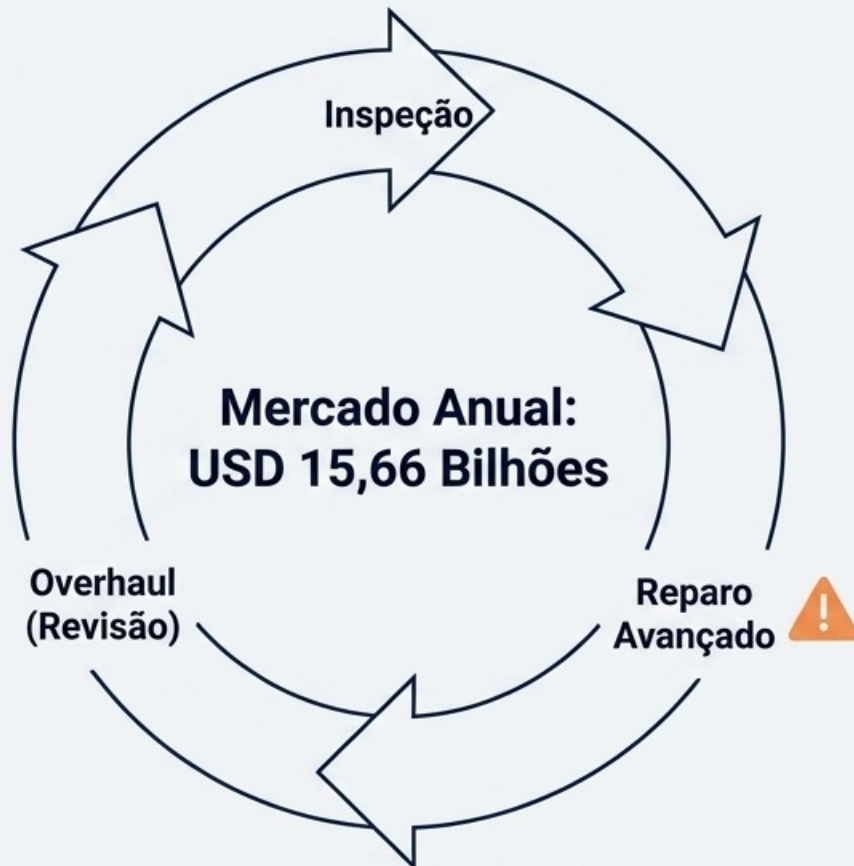 Inspeção
Mercado Anual:
USD 15,66 Bilhões
Overhaul
(Revisão)
Reparo
Avançado
!